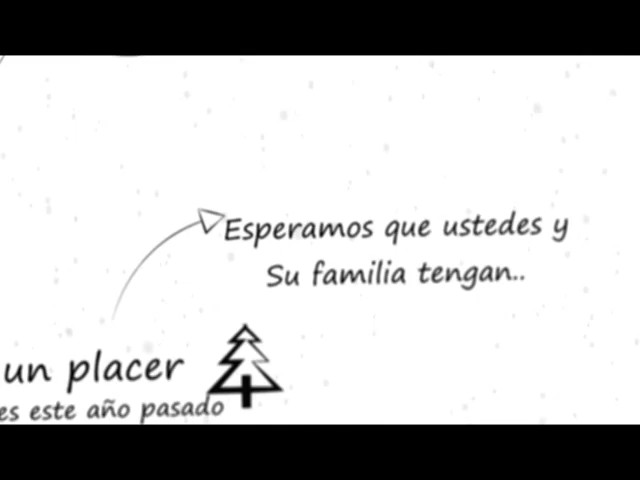 Esperamos que ustedes y
Su familia tengan..
un placer
es este año pasado